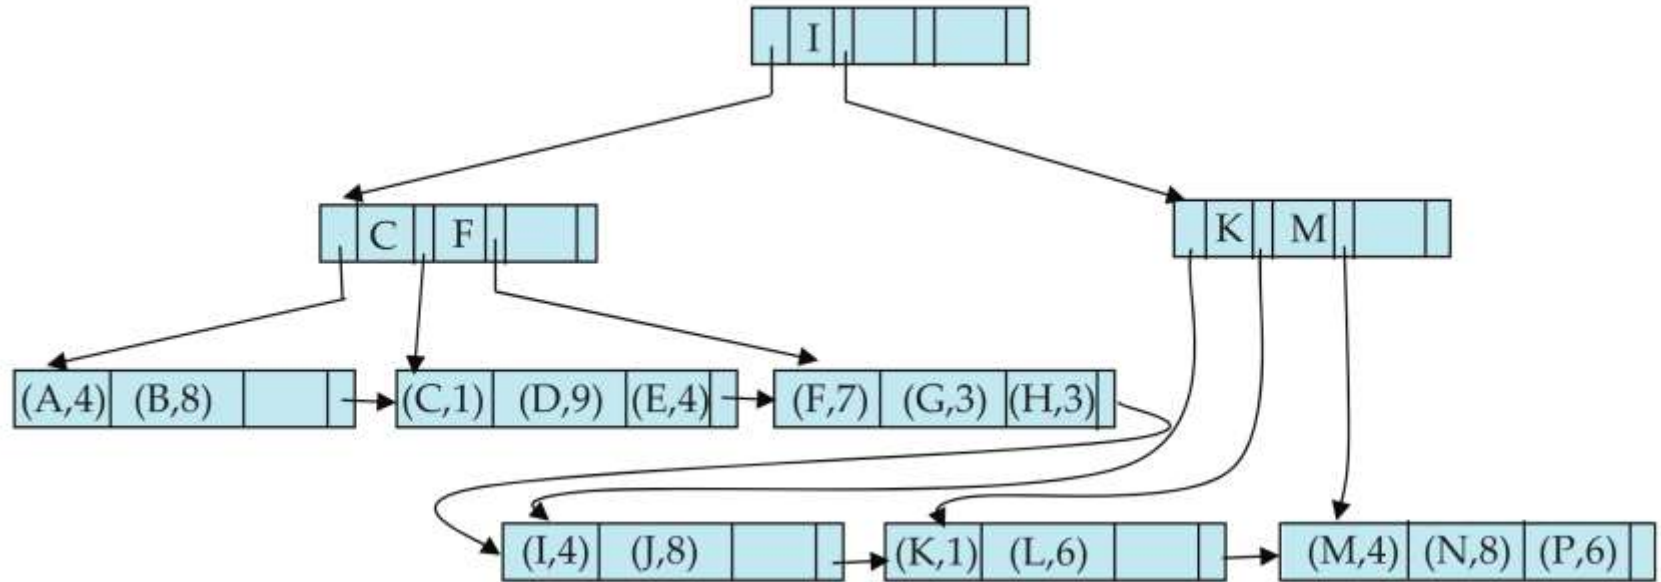 I
C F
K M
(A,4) (B,8) (C,1) (D,9) (E,4) (F,7) (G,3) (H,3)
(I,4) (J,8) (K,1) (L,6) (M,4) (N,8) (P,6)